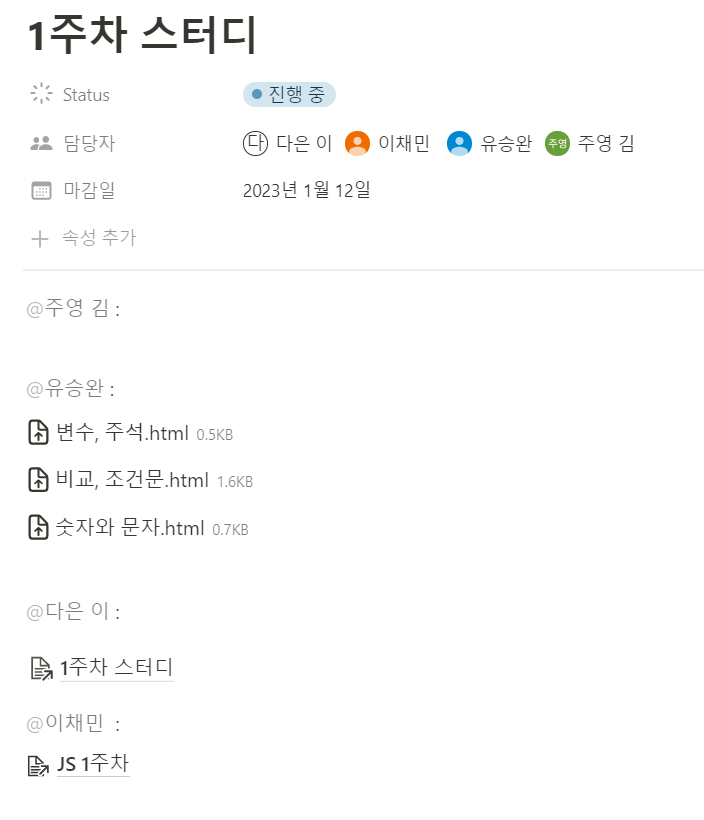 1주차 스터디
Status 진행 중
담당자 다 다은 이 이채민 유승완 주영 주영 김
마감일 2023년 1월 12일
속성 추가
@주영 김 :
@유승완 :
변수, 주석.html 0.5KB
비교, 조건문.html 1.6KB
숫자와 문자.html 0.7KB
@다은 이 :
1주차 스터디
@이채민 :
JS 1주차